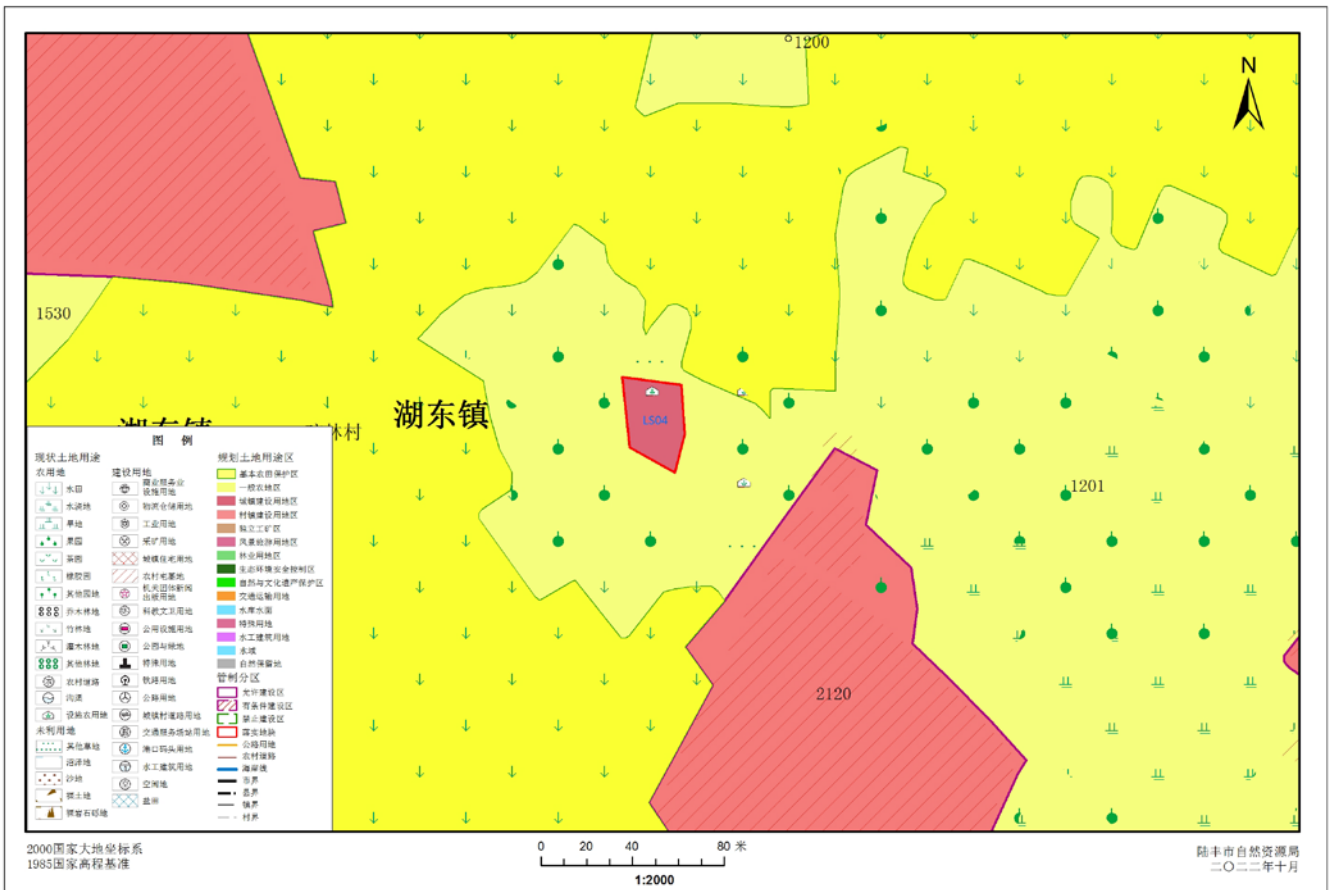 1200
N
1530
湖东镇
LS04
1201
2120
图 例
现状土地用途
农用地
水田
水浇地
旱地
果园
茶园
橡胶园
其他园地
乔木林地
竹林地
灌木林地
其他林地
农村道路
沟渠
设施农用地
未利用地
其他草地
沼泽地
沙地
裸土地
裸岩石砾地
建设用地
商业服务业
设施用地
物流仓储用地
工业用地
采矿用地
城镇住宅用地
农村宅基地
机关团体新闻
出版用地
科教文卫用地
公用设施用地
公园与绿地
特殊用地
铁路用地
公路用地
城镇村道路用地
交通服务场站用地
港口码头用地
水工建筑用地
空闲地
盐田
规划土地用途区
基本农田保护区
一般农地区
城镇建设用地区
村镇建设用地区
独立工矿区
风景旅游用地区
林业用地区
生态环境安全控制区
自然与文化遗产保护区
交通运输用地
水库水面
特殊用地
水工建筑用地
水域
自然保留地
管制分区
允许建设区
有条件建设区
禁止建设区
落实地块
公路用地
农村道路
海岸线
市界
县界
镇界
村界
2000国家大地坐标系
1985国家高程基准
0 20 40 80 米
1:2000
陆丰市自然资源局
二〇二二年十月